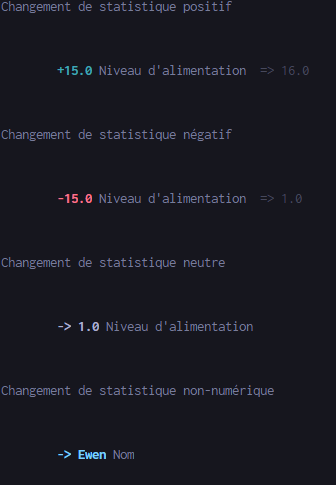 Changement de statistique positif
+15.0 Niveau d'alimentation => 16.0
Changement de statistique négatif
-15.0 Niveau d'alimentation => 1.0
Changement de statistique neutre
-> 1.0 Niveau d'alimentation
Changement de statistique non-numérique
-> Ewen Nom